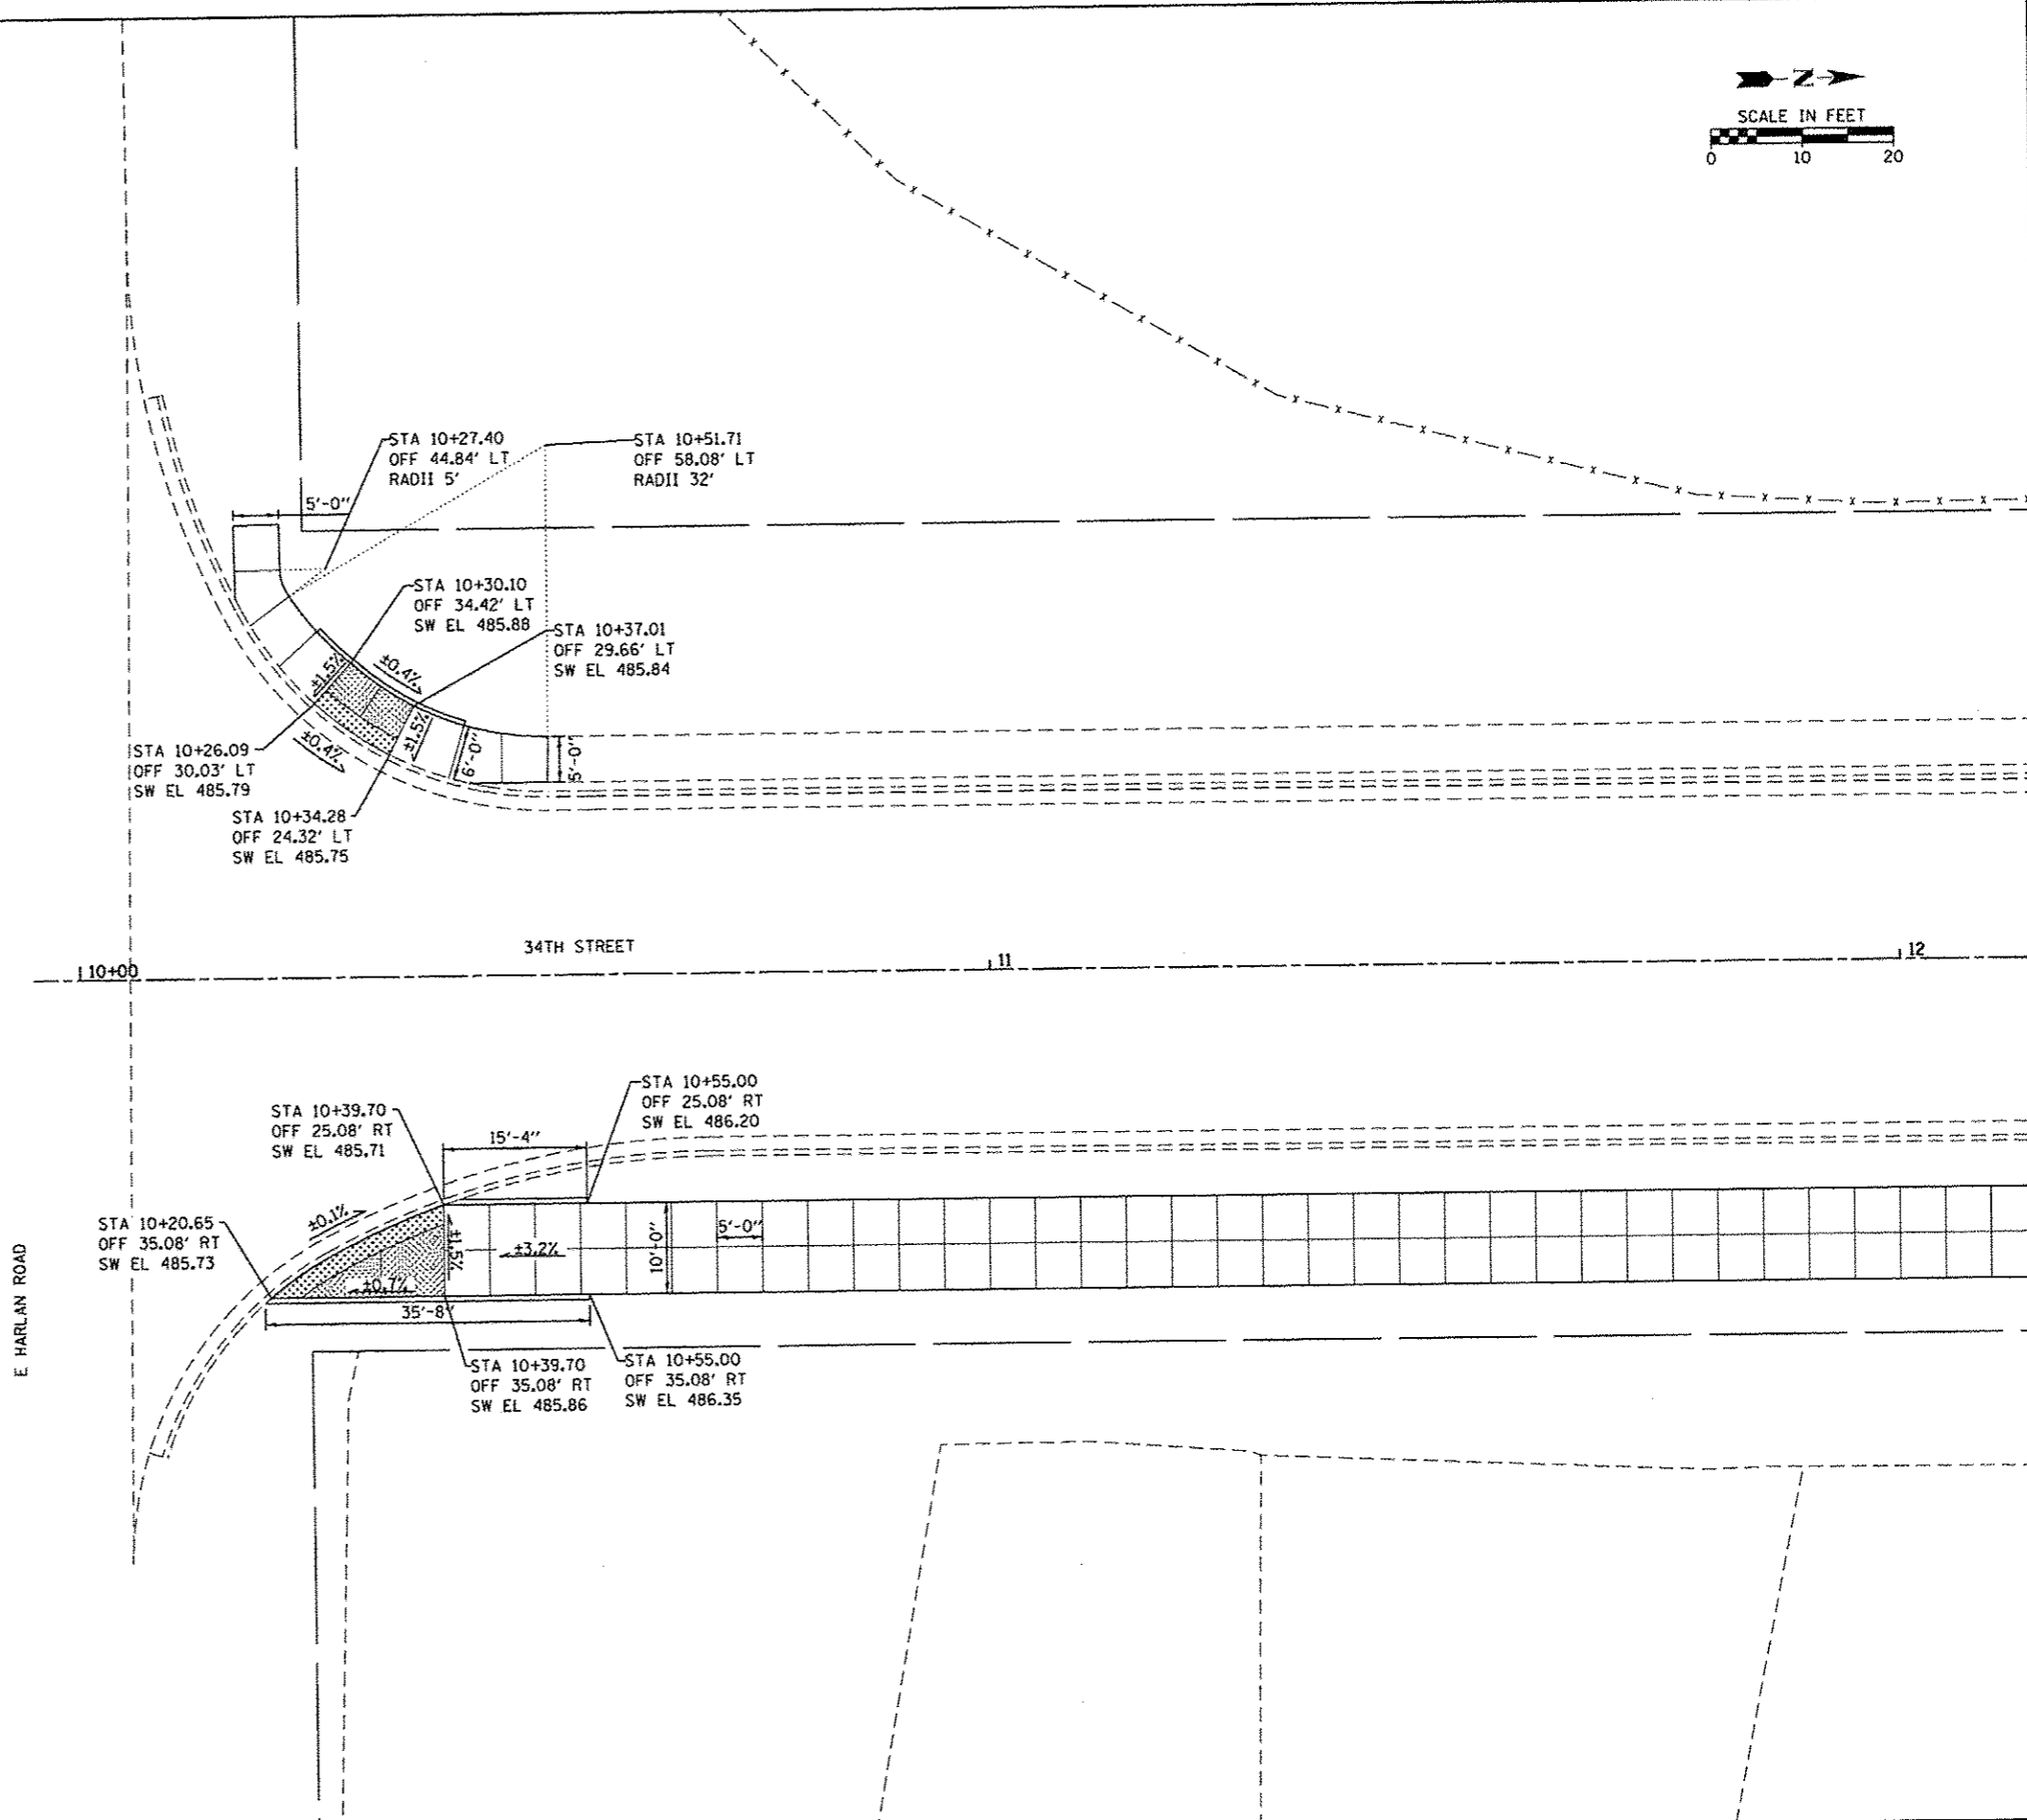 N
SCALE IN FEET
0 10 20
STA 10+27.40
OFF 44.84' LT
RADII 5'
STA 10+51.71
OFF 58.08' LT
RADII 32'
5'-0"
STA 10+30.10
OFF 34.42' LT
SW EL 485.88
STA 10+37.01
OFF 29.66' LT
SW EL 485.84
±1.5%
±0.4%
±0.4%
±1.5%
6'-0"
5'-0"
STA 10+26.09
OFF 30.03' LT
SW EL 485.79
STA 10+34.28
OFF 24.32' LT
SW EL 485.75
34TH STREET
10+00
11
12
STA 10+39.70
OFF 25.08' RT
SW EL 485.71
15'-4"
STA 10+55.00
OFF 25.08' RT
SW EL 486.20
STA 10+20.65
OFF 35.08' RT
SW EL 485.73
±0.1%
±1.5%
±3.2%
10'-0"
5'-0"
±0.7%
35'-8"
STA 10+39.70
OFF 35.08' RT
SW EL 485.86
STA 10+55.00
OFF 35.08' RT
SW EL 486.35
E HARLAN ROAD